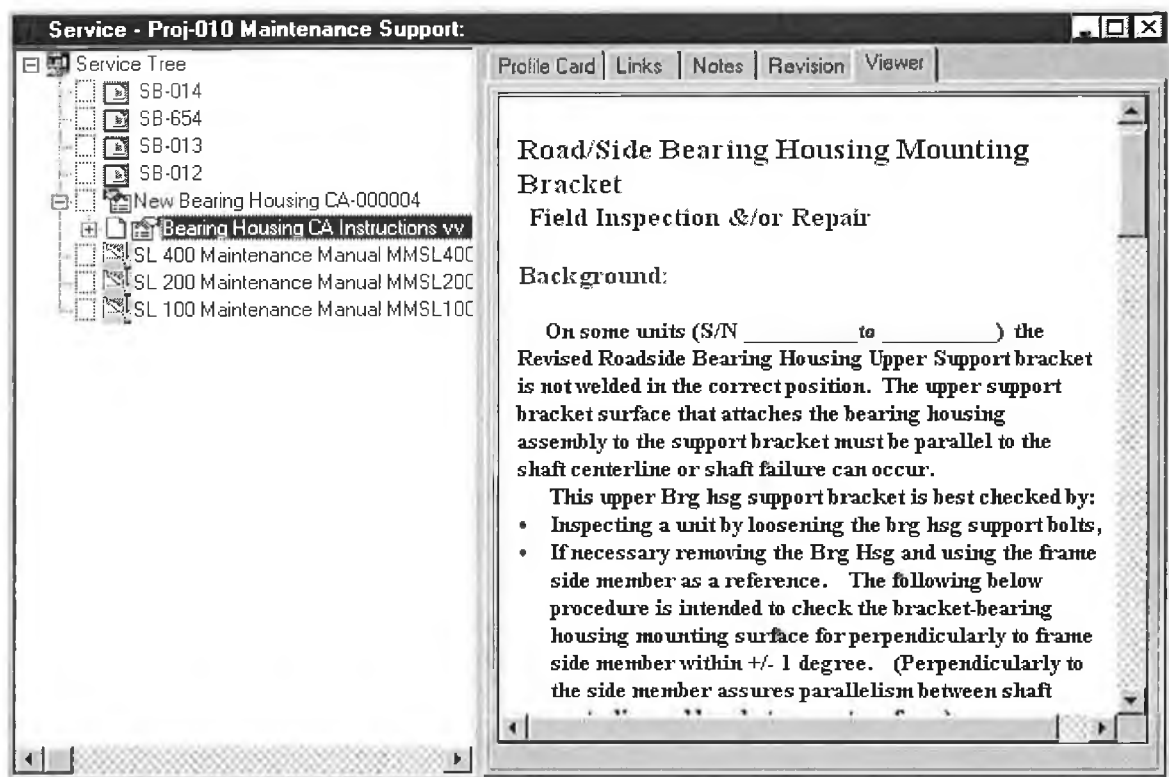 Service - Proj-010 Maintenance Support:
Service Tree
SB-014
SB-654
SB-013
SB-012
New Bearing Housing CA-000004
Bearing Housing CA Instructions vv
SL 400 Maintenance Manual MMSL400
SL 200 Maintenance Manual MMSL200
SL 100 Maintenance Manual MMSL100
Profile Card Links Notes Revision Viewer
Road/Side Bearing Housing Mounting
Bracket
Field Inspection &/or Repair
Background:
On some units (S/N __________ to __________ ) the
Revised Roadside Bearing Housing Upper Support bracket
is not welded in the correct position. The upper support
bracket surface that attaches the bearing housing
assembly to the support bracket must be parallel to the
shaft centerline or shaft failure can occur.
This upper Brg hsg support bracket is best checked by:
• Inspecting a unit by loosening the brg hsg support bolts,
• If necessary removing the Brg Hsg and using the frame
side member as a reference. The following below
procedure is intended to check the bracket-bearing
housing mounting surface for perpendicularly to frame
side member within +/- 1 degree. (Perpendicularly to
the side member assures parallelism between shaft